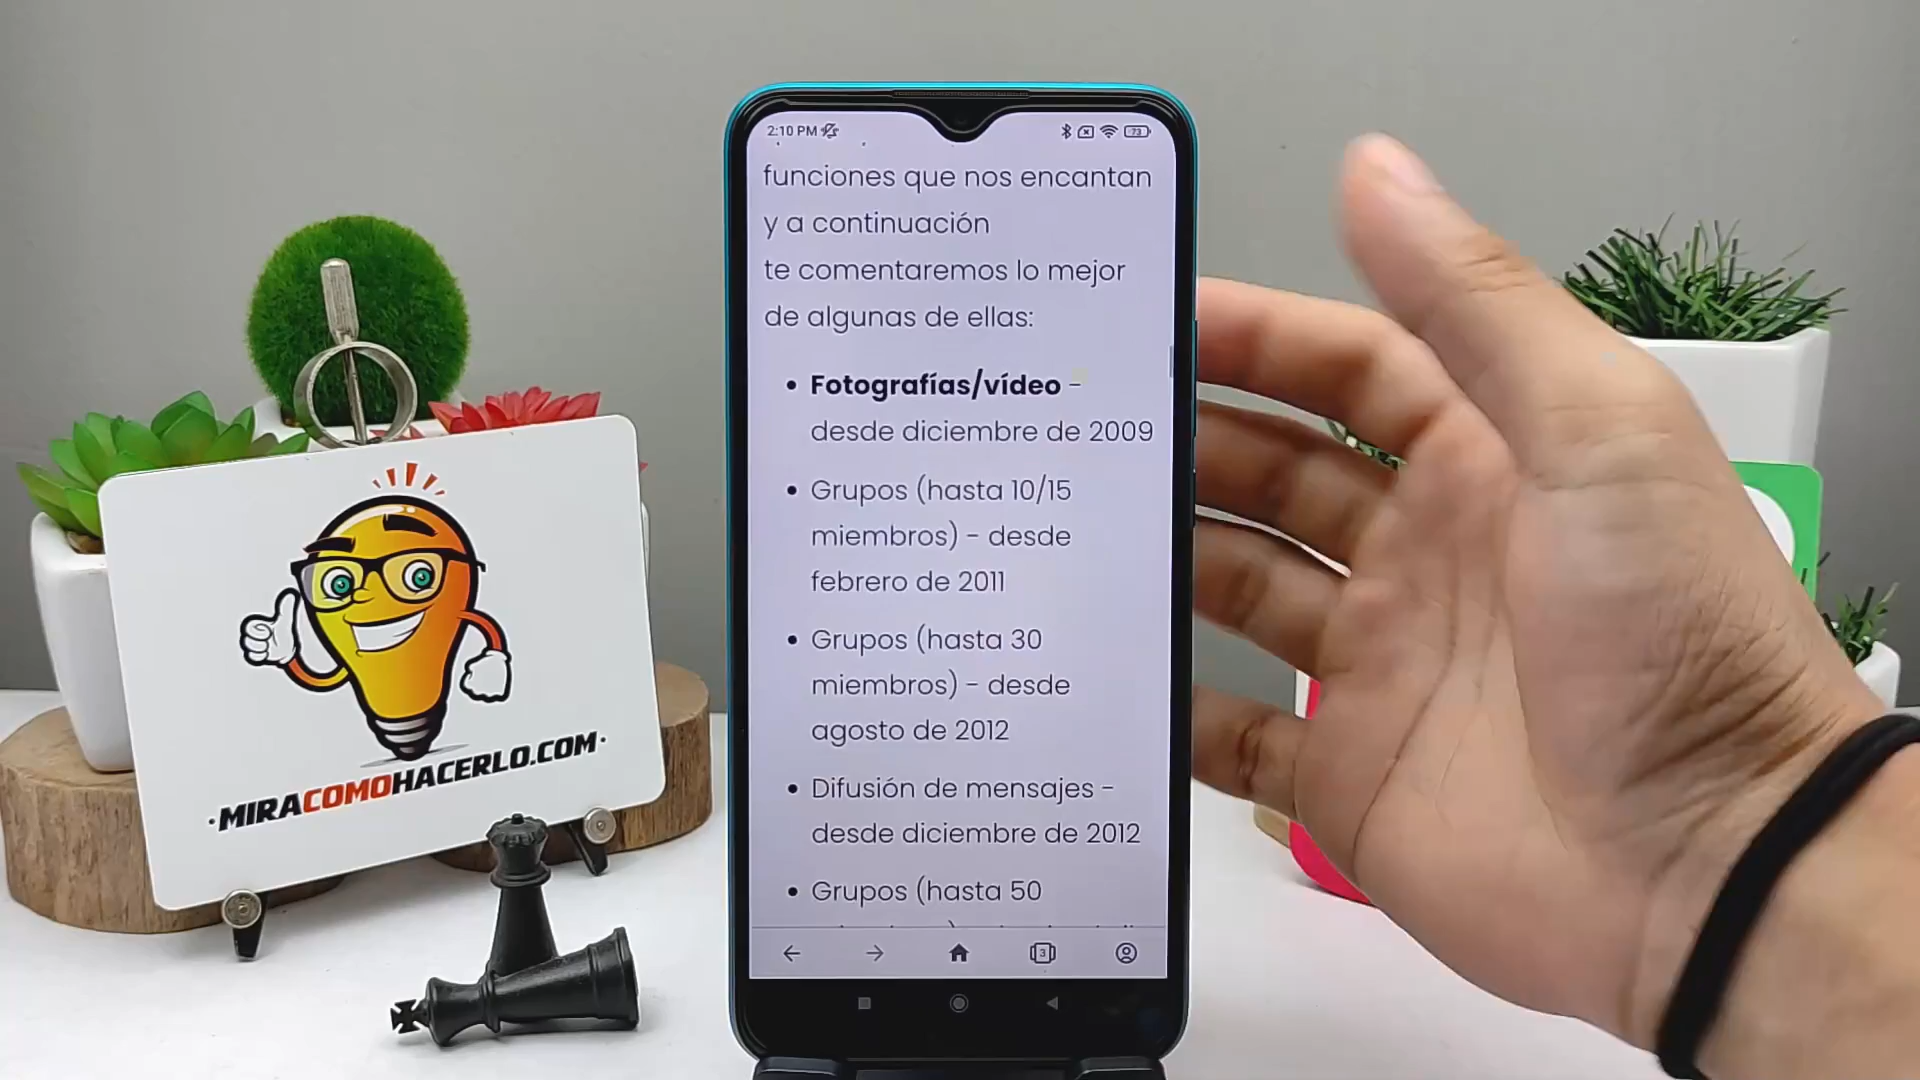 2:10 PM
73
funciones que nos encantan
y a continuación
te comentaremos lo mejor
de algunas de ellas:
• Fotografías/vídeo -
desde diciembre de 2009
• Grupos (hasta 10/15
miembros) - desde
febrero de 2011
• Grupos (hasta 30
miembros) - desde
agosto de 2012
• Difusión de mensajes -
desde diciembre de 2012
• Grupos (hasta 50
3
·MIRACOMOHACERLO.COM·